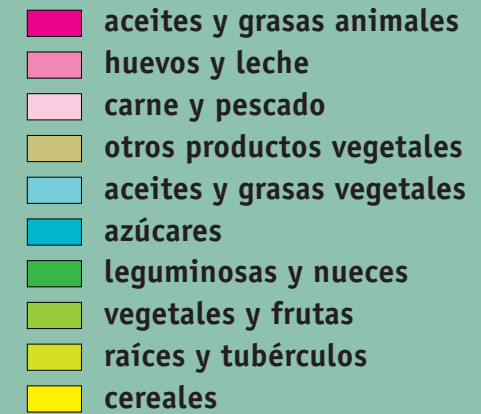 aceites y grasas animales
huevos y leche
carne y pescado
otros productos vegetales
aceites y grasas vegetales
azúcares
leguminosas y nueces
vegetales y frutas
raíces y tubérculos
cereales